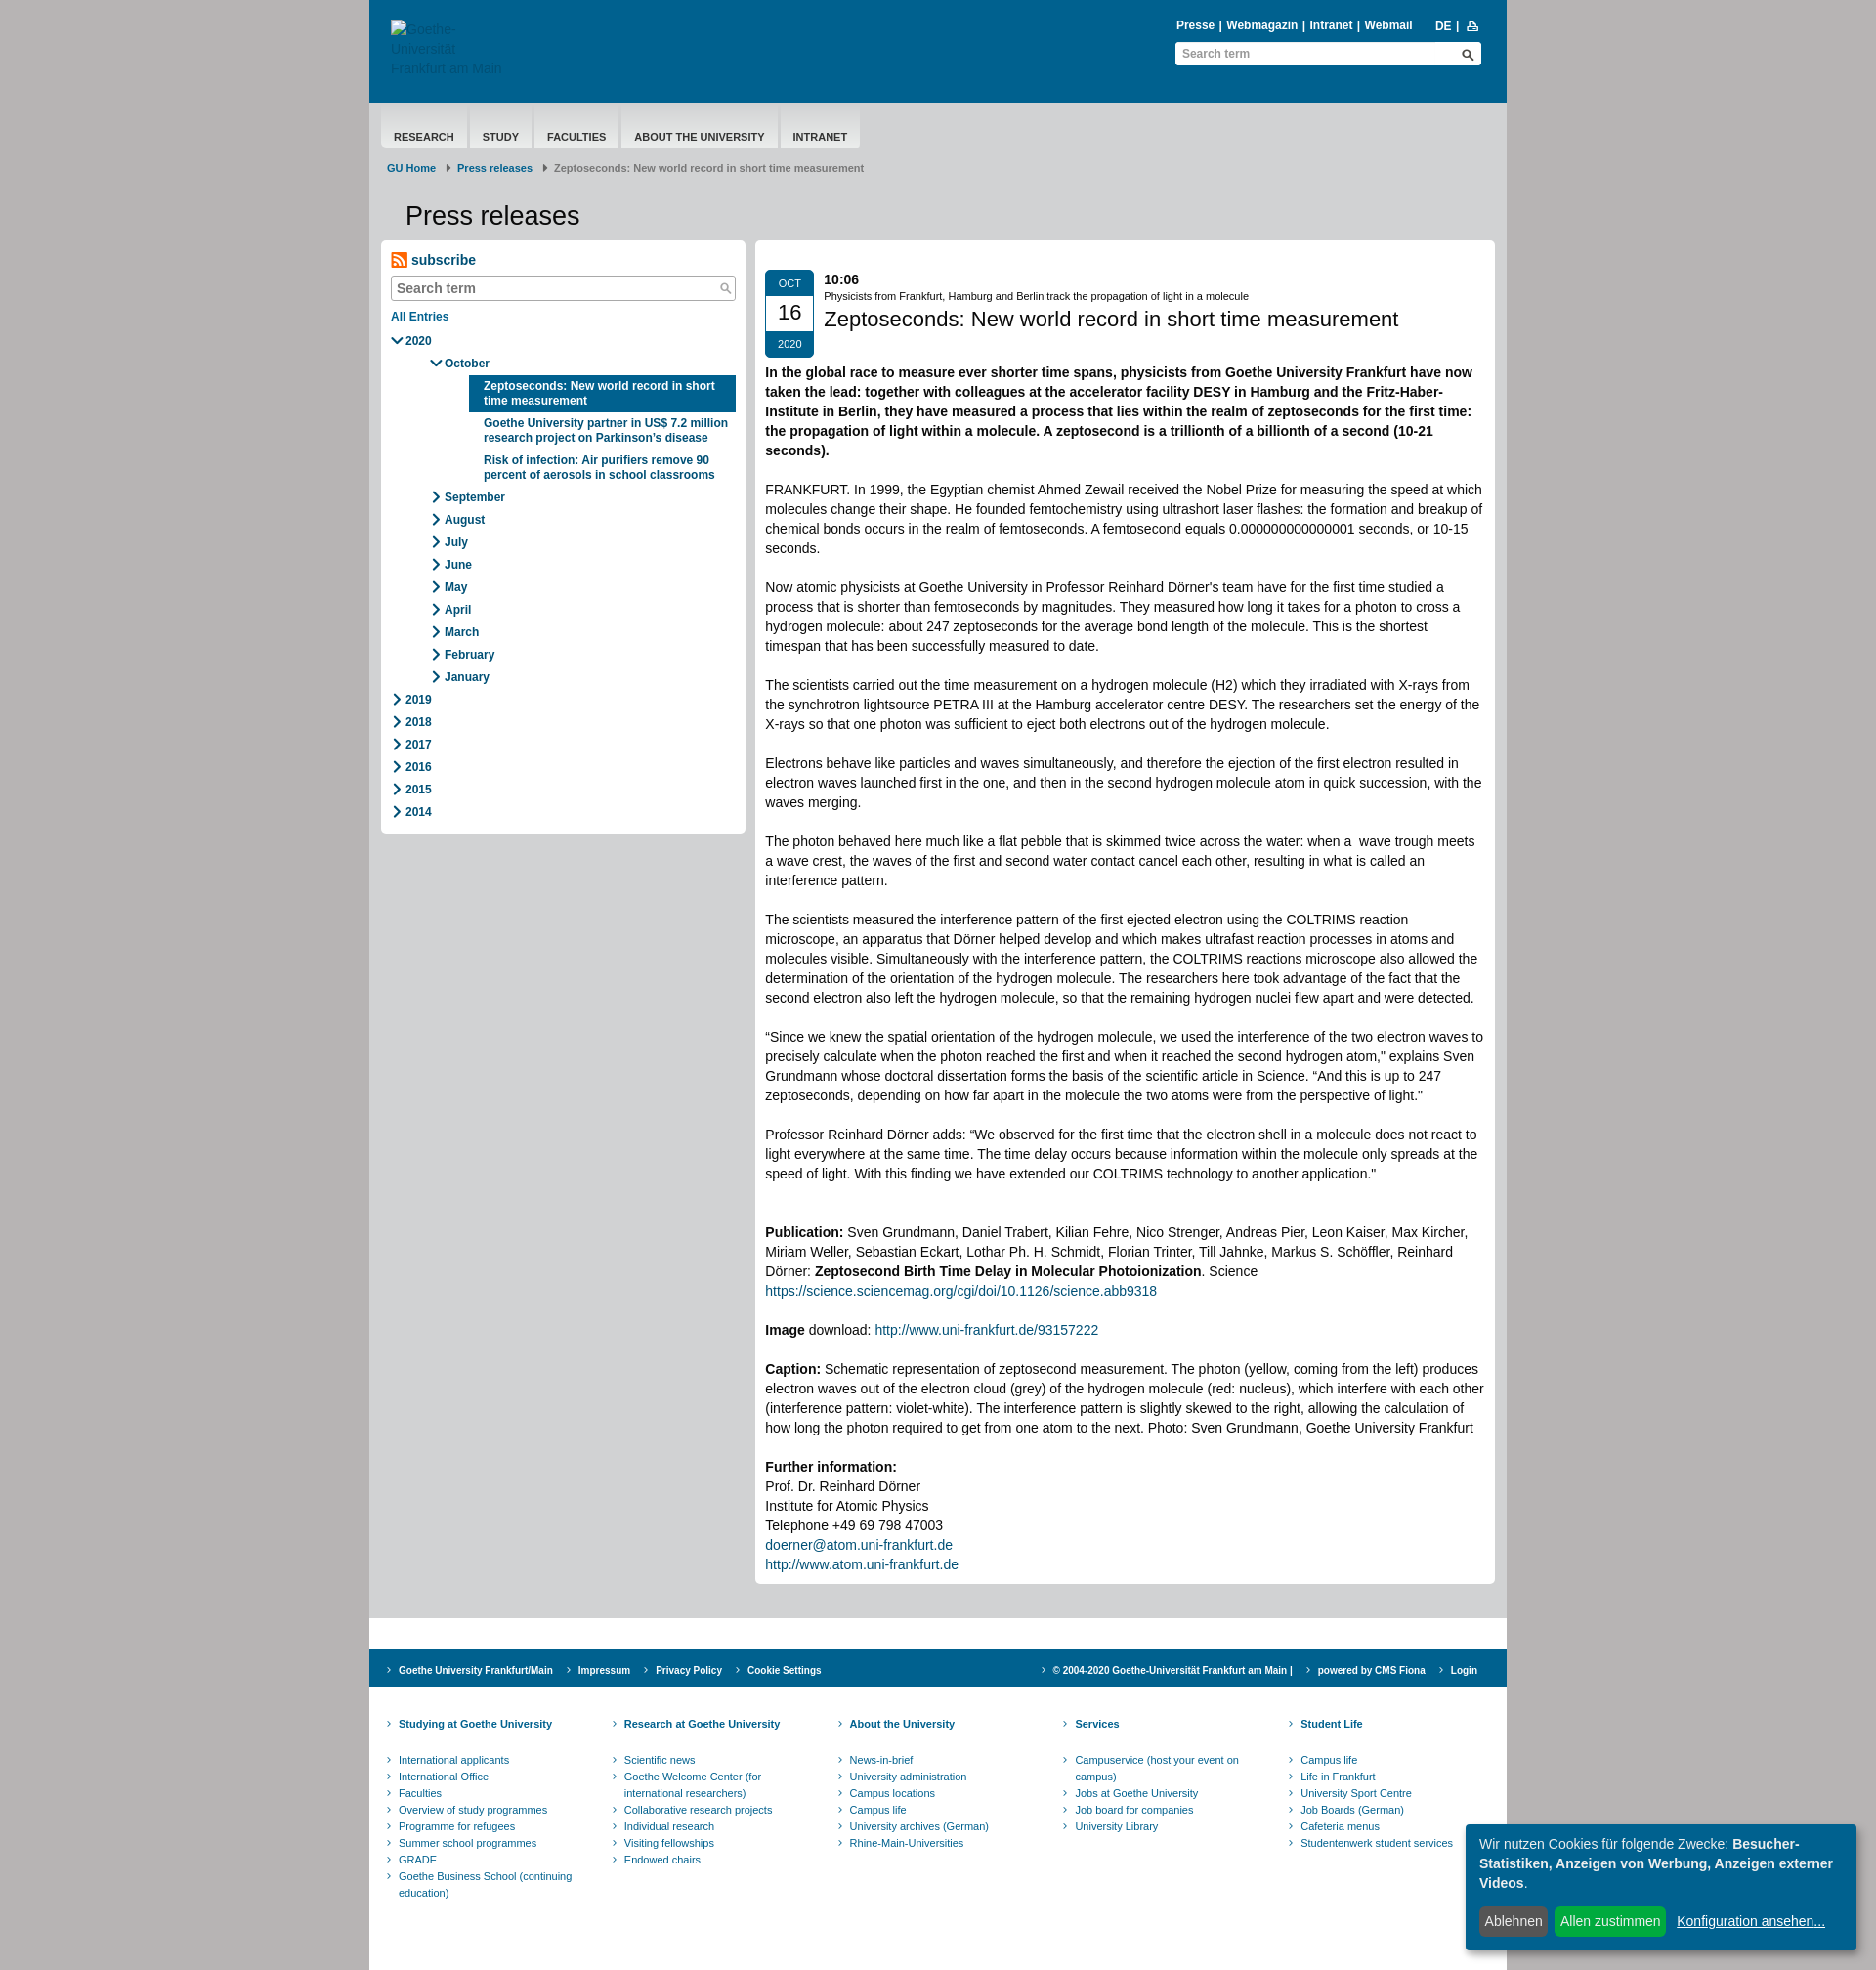 Goethe-
Universität
Frankfurt am Main
Presse | Webmagazin | Intranet | Webmail DE |
Search term
RESEARCH STUDY FACULTIES ABOUT THE UNIVERSITY INTRANET
GU Home Press releases Zeptoseconds: New world record in short time measurement
Press releases
subscribe
Search term
All Entries
2020
October
Zeptoseconds: New world record in short
time measurement
Goethe University partner in US$ 7.2 million
research project on Parkinson’s disease
Risk of infection: Air purifiers remove 90
percent of aerosols in school classrooms
September
August
July
June
May
April
March
February
January
2019
2018
2017
2016
2015
2014
OCT
16
2020
10:06
Physicists from Frankfurt, Hamburg and Berlin track the propagation of light in a molecule
Zeptoseconds: New world record in short time measurement
In the global race to measure ever shorter time spans, physicists from Goethe University Frankfurt have now
taken the lead: together with colleagues at the accelerator facility DESY in Hamburg and the Fritz-Haber-
Institute in Berlin, they have measured a process that lies within the realm of zeptoseconds for the first time:
the propagation of light within a molecule. A zeptosecond is a trillionth of a billionth of a second (10-21
seconds).
FRANKFURT. In 1999, the Egyptian chemist Ahmed Zewail received the Nobel Prize for measuring the speed at which
molecules change their shape. He founded femtochemistry using ultrashort laser flashes: the formation and breakup of
chemical bonds occurs in the realm of femtoseconds. A femtosecond equals 0.000000000000001 seconds, or 10-15
seconds.
Now atomic physicists at Goethe University in Professor Reinhard Dörner's team have for the first time studied a
process that is shorter than femtoseconds by magnitudes. They measured how long it takes for a photon to cross a
hydrogen molecule: about 247 zeptoseconds for the average bond length of the molecule. This is the shortest
timespan that has been successfully measured to date.
The scientists carried out the time measurement on a hydrogen molecule (H2) which they irradiated with X-rays from
the synchrotron lightsource PETRA III at the Hamburg accelerator centre DESY. The researchers set the energy of the
X-rays so that one photon was sufficient to eject both electrons out of the hydrogen molecule.
Electrons behave like particles and waves simultaneously, and therefore the ejection of the first electron resulted in
electron waves launched first in the one, and then in the second hydrogen molecule atom in quick succession, with the
waves merging.
The photon behaved here much like a flat pebble that is skimmed twice across the water: when a  wave trough meets
a wave crest, the waves of the first and second water contact cancel each other, resulting in what is called an
interference pattern.
The scientists measured the interference pattern of the first ejected electron using the COLTRIMS reaction
microscope, an apparatus that Dörner helped develop and which makes ultrafast reaction processes in atoms and
molecules visible. Simultaneously with the interference pattern, the COLTRIMS reactions microscope also allowed the
determination of the orientation of the hydrogen molecule. The researchers here took advantage of the fact that the
second electron also left the hydrogen molecule, so that the remaining hydrogen nuclei flew apart and were detected.
“Since we knew the spatial orientation of the hydrogen molecule, we used the interference of the two electron waves to
precisely calculate when the photon reached the first and when it reached the second hydrogen atom," explains Sven
Grundmann whose doctoral dissertation forms the basis of the scientific article in Science. “And this is up to 247
zeptoseconds, depending on how far apart in the molecule the two atoms were from the perspective of light."
Professor Reinhard Dörner adds: “We observed for the first time that the electron shell in a molecule does not react to
light everywhere at the same time. The time delay occurs because information within the molecule only spreads at the
speed of light. With this finding we have extended our COLTRIMS technology to another application."
Publication: Sven Grundmann, Daniel Trabert, Kilian Fehre, Nico Strenger, Andreas Pier, Leon Kaiser, Max Kircher,
Miriam Weller, Sebastian Eckart, Lothar Ph. H. Schmidt, Florian Trinter, Till Jahnke, Markus S. Schöffler, Reinhard
Dörner: Zeptosecond Birth Time Delay in Molecular Photoionization. Science
https://science.sciencemag.org/cgi/doi/10.1126/science.abb9318
Image download: http://www.uni-frankfurt.de/93157222
Caption: Schematic representation of zeptosecond measurement. The photon (yellow, coming from the left) produces
electron waves out of the electron cloud (grey) of the hydrogen molecule (red: nucleus), which interfere with each other
(interference pattern: violet-white). The interference pattern is slightly skewed to the right, allowing the calculation of
how long the photon required to get from one atom to the next. Photo: Sven Grundmann, Goethe University Frankfurt
Further information:
Prof. Dr. Reinhard Dörner
Institute for Atomic Physics
Telephone +49 69 798 47003
doerner@atom.uni-frankfurt.de
http://www.atom.uni-frankfurt.de
Goethe University Frankfurt/Main Impressum Privacy Policy Cookie Settings © 2004-2020 Goethe-Universität Frankfurt am Main | powered by CMS Fiona Login
Studying at Goethe University
International applicants
International Office
Faculties
Overview of study programmes
Programme for refugees
Summer school programmes
GRADE
Goethe Business School (continuing
education)
Research at Goethe University
Scientific news
Goethe Welcome Center (for
international researchers)
Collaborative research projects
Individual research
Visiting fellowships
Endowed chairs
About the University
News-in-brief
University administration
Campus locations
Campus life
University archives (German)
Rhine-Main-Universities
Services
Campuservice (host your event on
campus)
Jobs at Goethe University
Job board for companies
University Library
Student Life
Campus life
Life in Frankfurt
University Sport Centre
Job Boards (German)
Cafeteria menus
Studentenwerk student services
Wir nutzen Cookies für folgende Zwecke: Besucher-
Statistiken, Anzeigen von Werbung, Anzeigen externer
Videos.
Ablehnen Allen zustimmen Konfiguration ansehen...